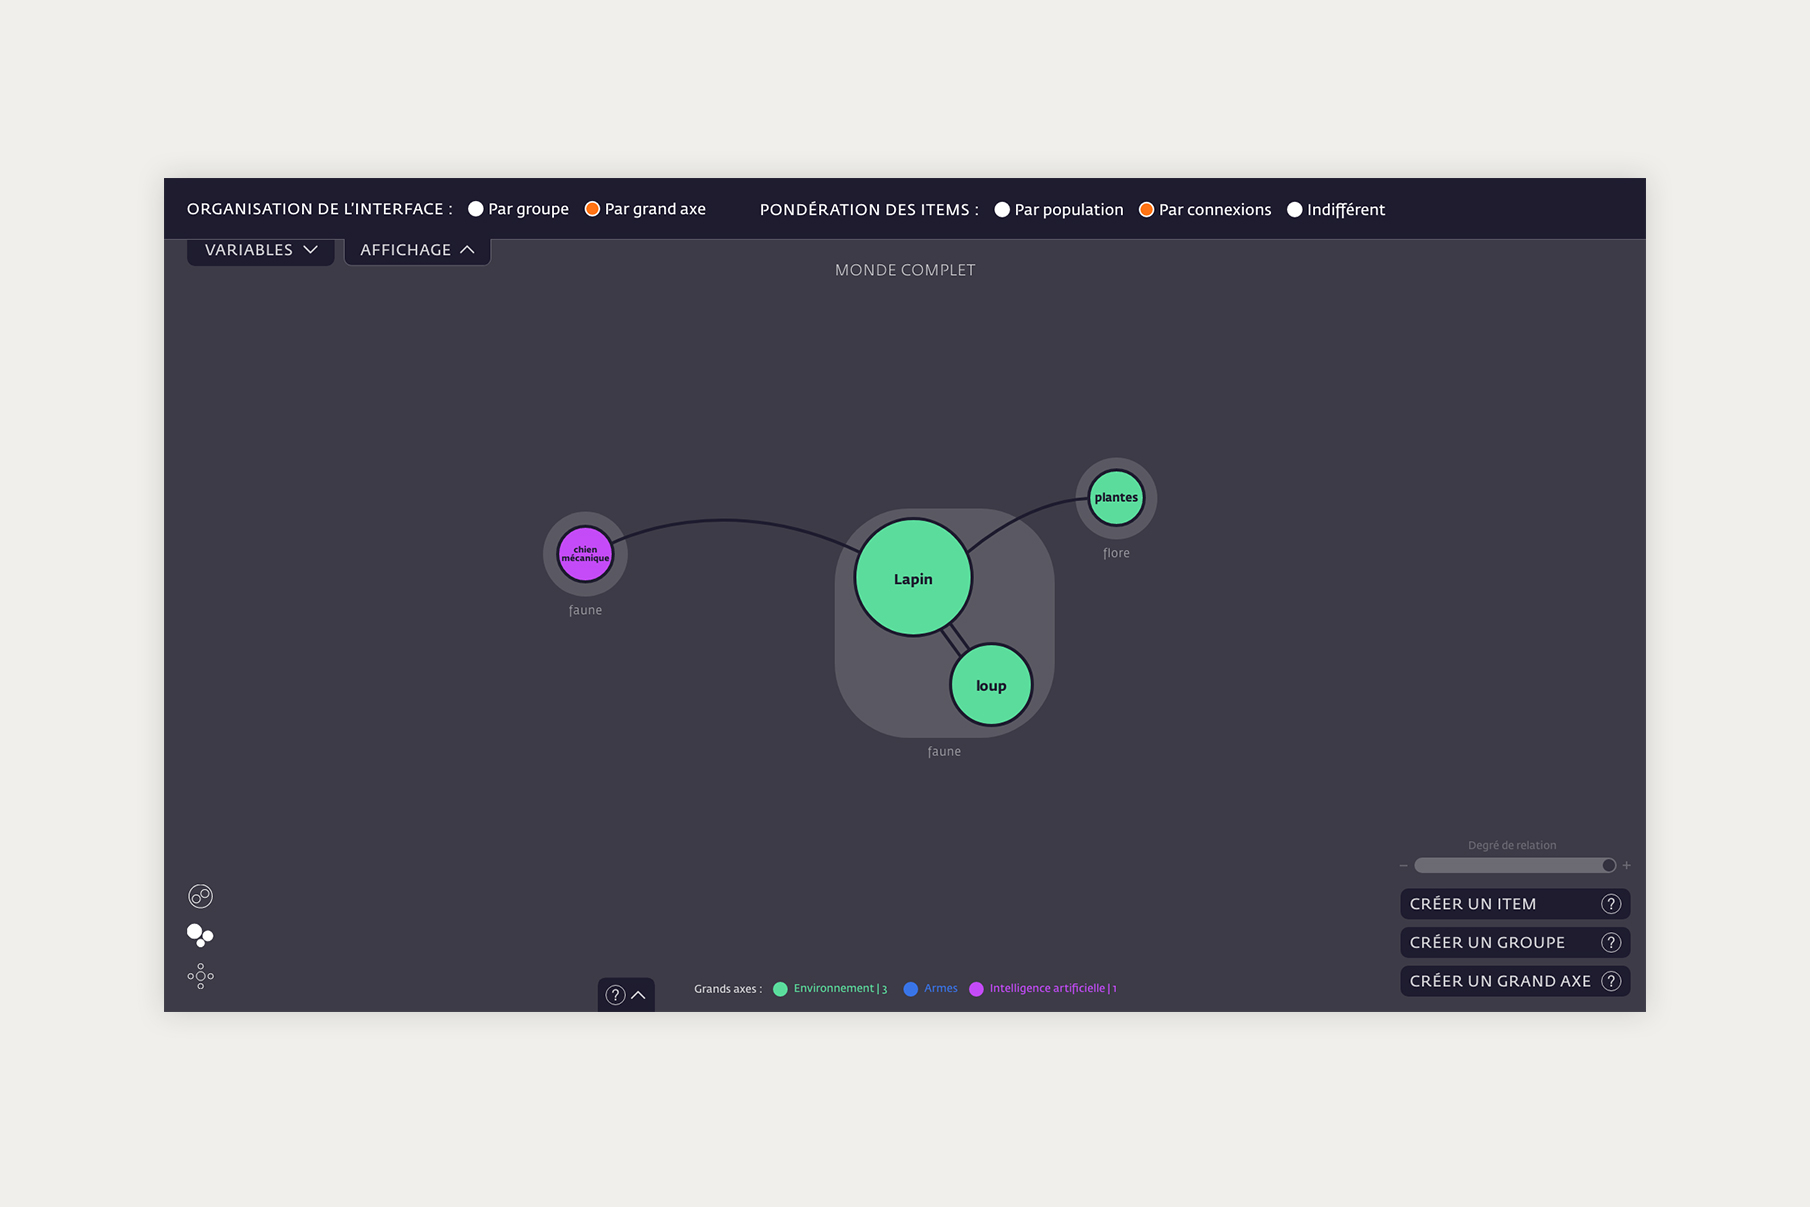 ORGANISATION DE L'INTERFACE : Par groupe Par grand axe PONDÉRATION DES ITEMS : Par population Par connexions Indifférent
VARIABLES AFFICHAGE
MONDE COMPLET
plantes
flore
chien
mécanique
faune
Lapin
loup
faune
Degré de relation
− +
CRÉER UN ITEM ?
CRÉER UN GROUPE ?
CRÉER UN GRAND AXE ?
? Grands axes : Environnement | 3 Armes Intelligence artificielle | 1